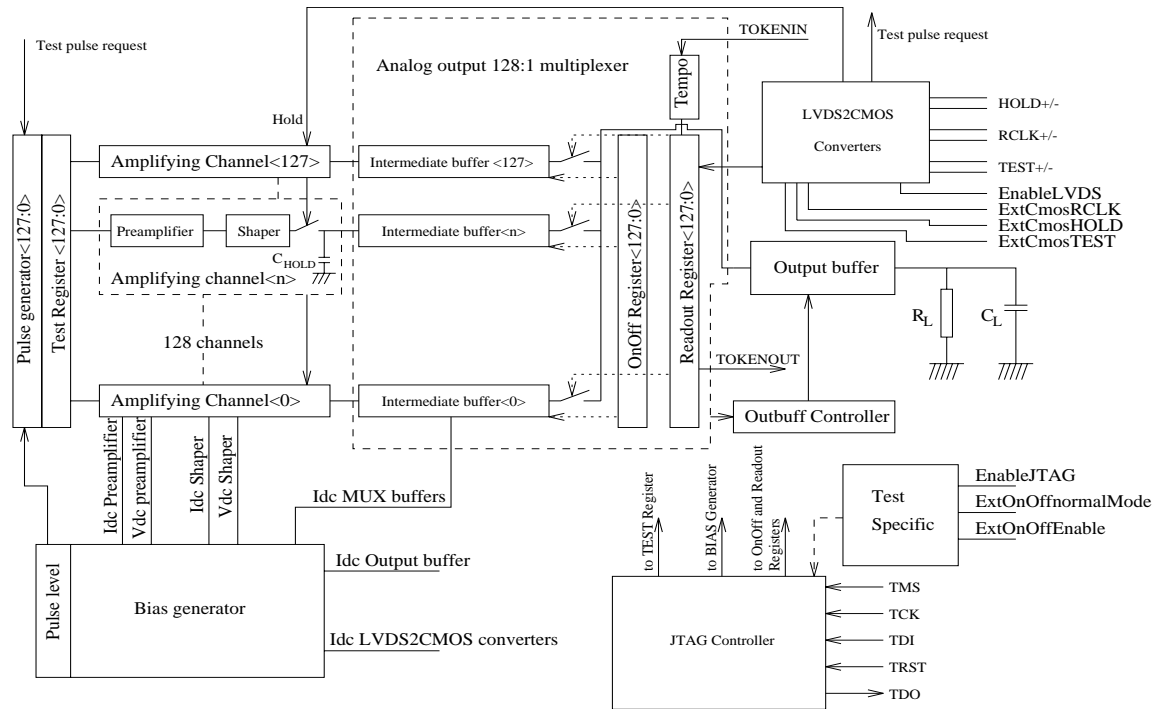 TOKENIN
Test pulse request
Test pulse request
Analog output 128:1 multiplexer
Tempo
LVDS2CMOS
Converters
HOLD+/-
RCLK+/-
TEST+/-
EnableLVDS
ExtCmosRCLK
ExtCmosHOLD
ExtCmosTEST
Hold
Pulse generator<127:0>
Test Register <127:0>
Amplifying Channel<127>
Intermediate buffer <127>
Preamplifier
Shaper
C HOLD
Amplifying channel<n>
Intermediate buffer<n>
OnOff Register<127:0>
Readout Register<127:0>
Output buffer
R L
C L
128 channels
TOKENOUT
Amplifying Channel<0>
Intermediate buffer<0>
Outbuff Controller
Idc Preamplifier
Vdc preamplifier
Idc Shaper
Vdc Shaper
Idc MUX buffers
to TEST Register
to BIAS Generator
to OnOff and Readout
Registers
Test
Specific
EnableJTAG
ExtOnOffnormalMode
ExtOnOffEnable
Pulse level
Bias generator
Idc Output buffer
Idc LVDS2CMOS converters
JTAG Controller
TMS
TCK
TDI
TRST
TDO